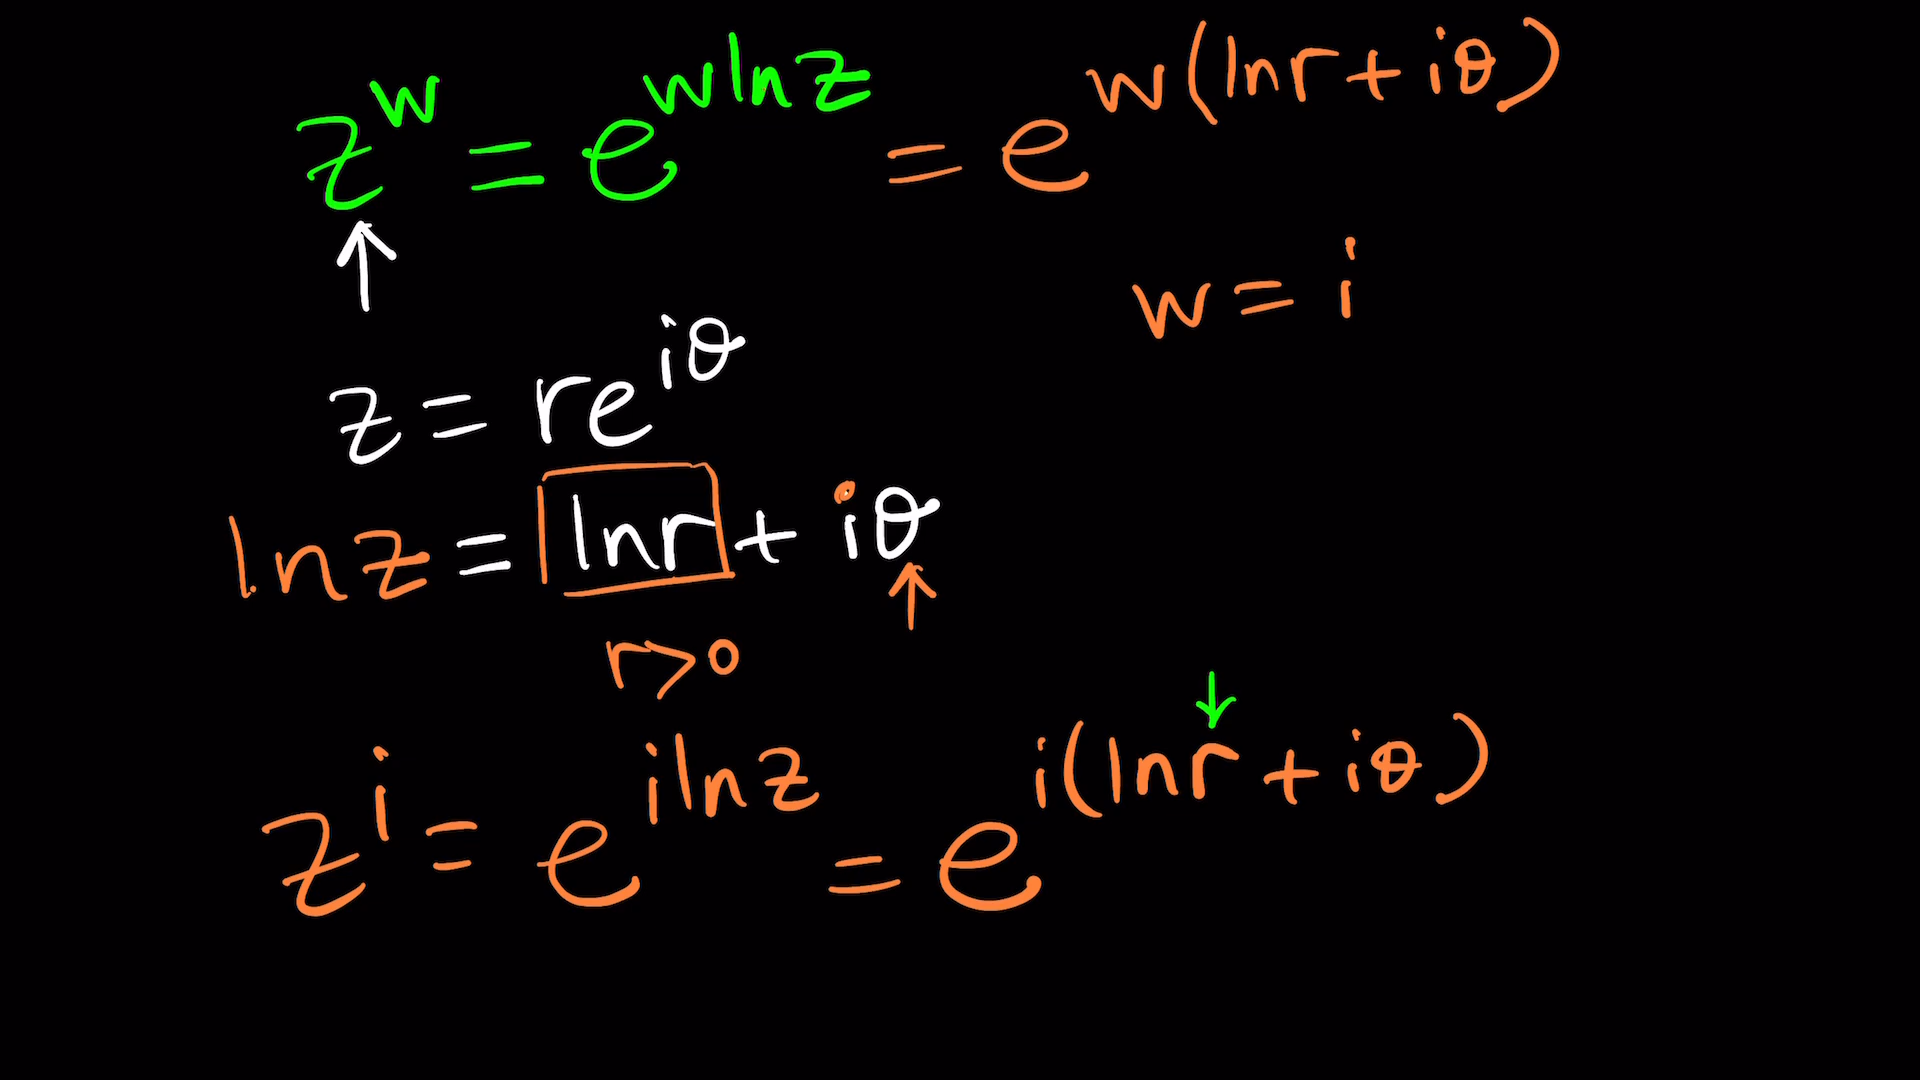 z^w = e^{w ln z} = e^{w(ln r + iθ)}
w = i
z = re^{iθ}
ln z = ln r + iθ
r > 0
z^i = e^{i ln z} = e^{i(ln r + iθ)}